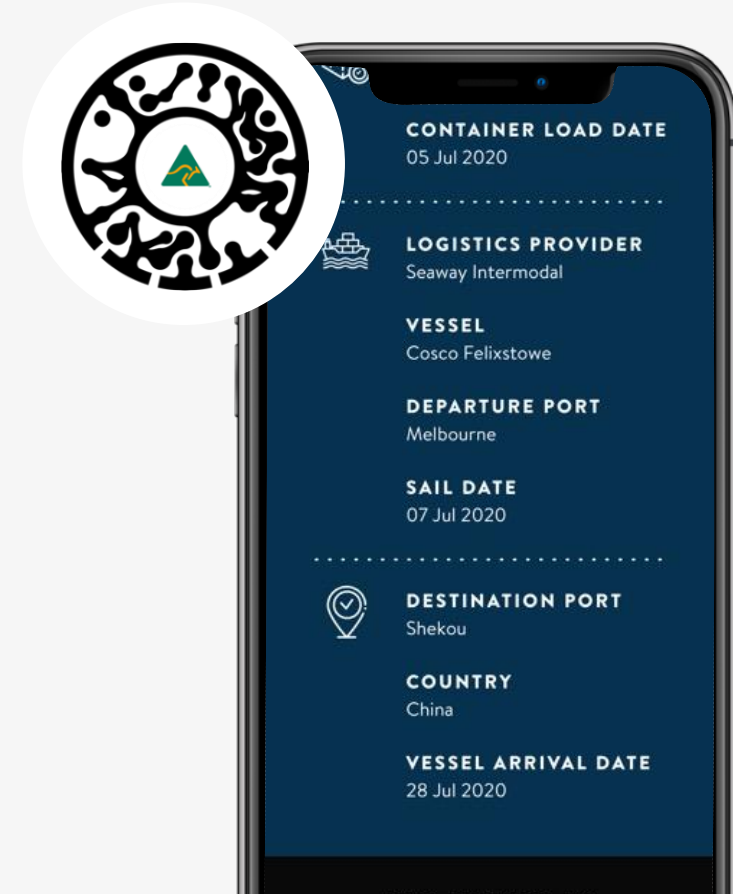 CONTAINER LOAD DATE
05 Jul 2020
LOGISTICS PROVIDER
Seaway Intermodal
VESSEL
Cosco Felixstowe
DEPARTURE PORT
Melbourne
SAIL DATE
07 Jul 2020
DESTINATION PORT
Shekou
COUNTRY
China
VESSEL ARRIVAL DATE
28 Jul 2020